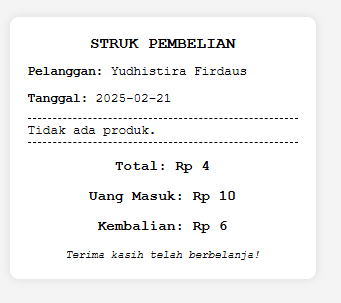 STRUK PEMBELIAN
Pelanggan: Yudhistira Firdaus
Tanggal: 2025-02-21
Tidak ada produk.
Total: Rp 4
Uang Masuk: Rp 10
Kembalian: Rp 6
Terima kasih telah berbelanja!